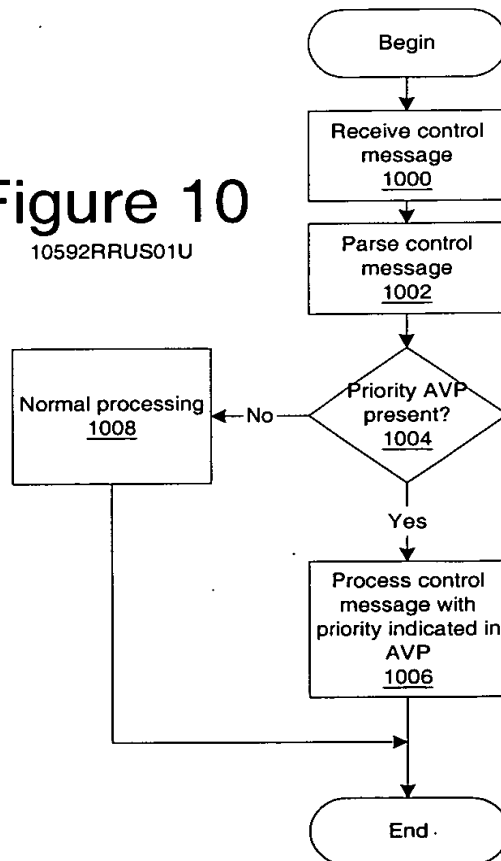 Figure 10
10592RRUS01U
Begin
Receive control
message
1000
Parse control
message
1002
Priority AVP
present?
1004
No
Normal processing
1008
Yes
Process control
message with
priority indicated in
AVP
1006
End